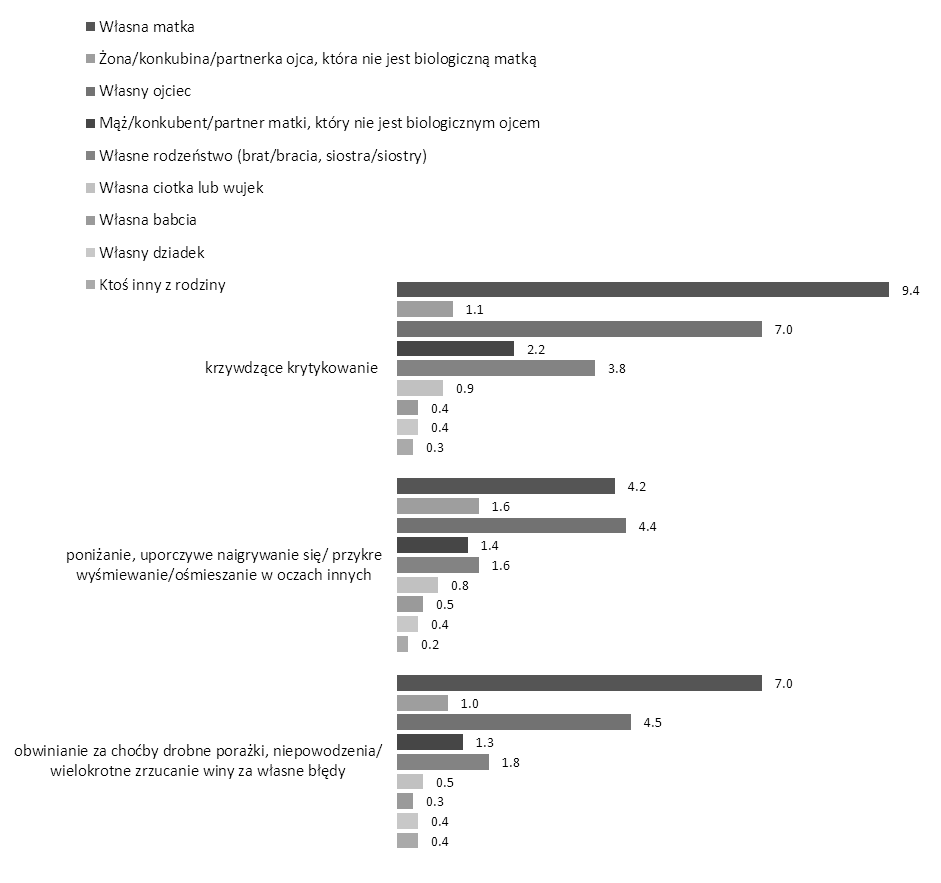 Własna matka
Żona/konkubina/partnerka ojca, która nie jest biologiczną matką
Własny ojciec
Mąż/konkubent/partner matki, który nie jest biologicznym ojcem
Własne rodzeństwo (brat/bracia, siostra/siostry)
Własna ciotka lub wujek
Własna babcia
Własny dziadek
Ktoś inny z rodziny
krzywdzące krytykowanie
9.4
1.1
7.0
2.2
3.8
0.9
0.4
0.4
0.3
poniżanie, uporczywe naigrywanie się/ przykre
wyśmiewanie/ośmieszanie w oczach innych
4.2
1.6
4.4
1.4
1.6
0.8
0.5
0.4
0.2
obwinianie za choćby drobne porażki, niepowodzenia/
wielokrotne zrzucanie winy za własne błędy
7.0
1.0
4.5
1.3
1.8
0.5
0.3
0.4
0.4